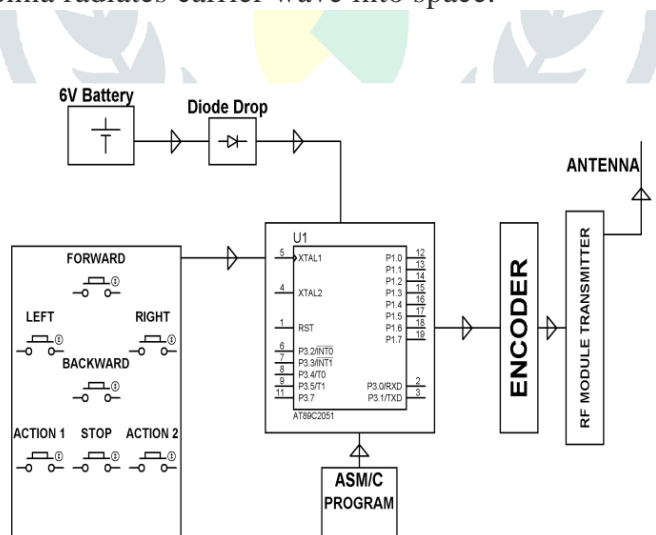 radiates carrier wave into space.
6V Battery
Diode Drop
ANTENNA
U1
5 XTAL1
4 XTAL2
1 RST
6 P3.2/INT0
7 P3.3/INT1
8 P3.4/T0
9 P3.5/T1
11 P3.7
P1.0 12
P1.1 13
P1.2 14
P1.3 15
P1.4 16
P1.5 17
P1.6 18
P1.7 19
P3.0/RXD 2
P3.1/TXD 3
AT89C2051
FORWARD
LEFT
RIGHT
BACKWARD
ACTION 1 STOP ACTION 2
ENCODER
RF MODULE TRANSMITTER
ASM/C
PROGRAM